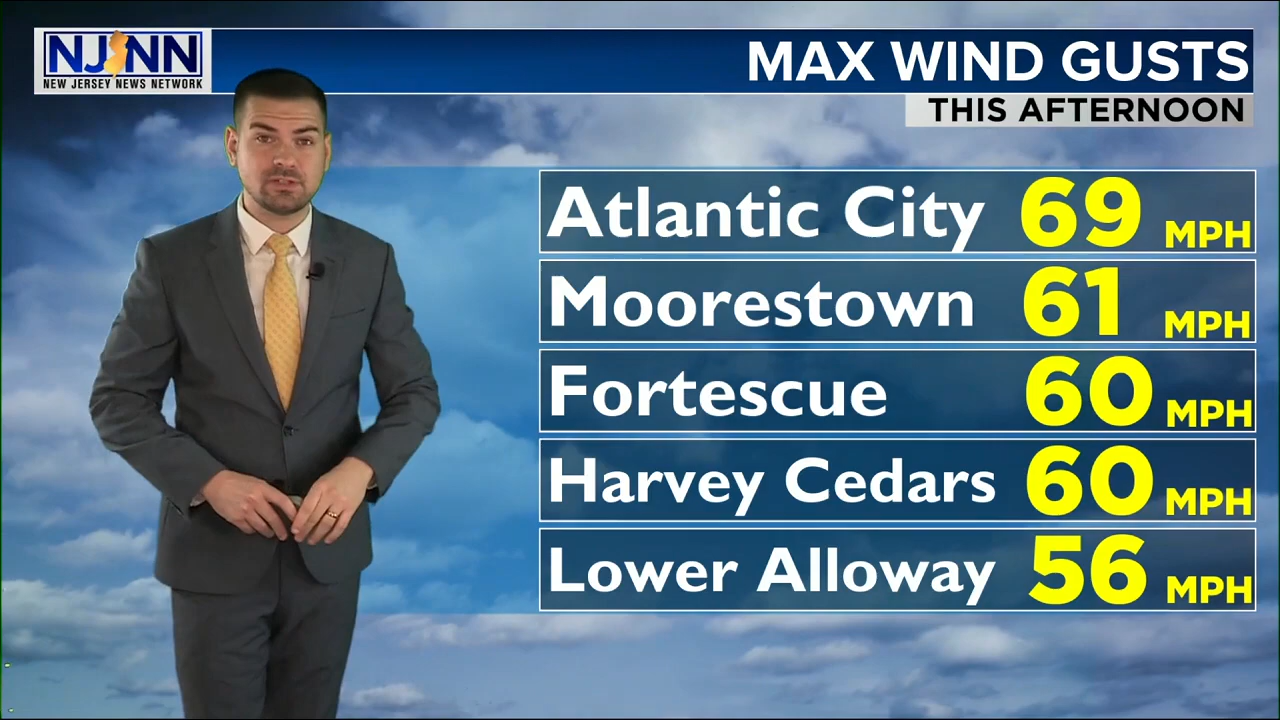 NJNN
NEW JERSEY NEWS NETWORK
MAX WIND GUSTS
THIS AFTERNOON
Atlantic City 69 MPH
Moorestown 61 MPH
Fortescue 60 MPH
Harvey Cedars 60 MPH
Lower Alloway 56 MPH